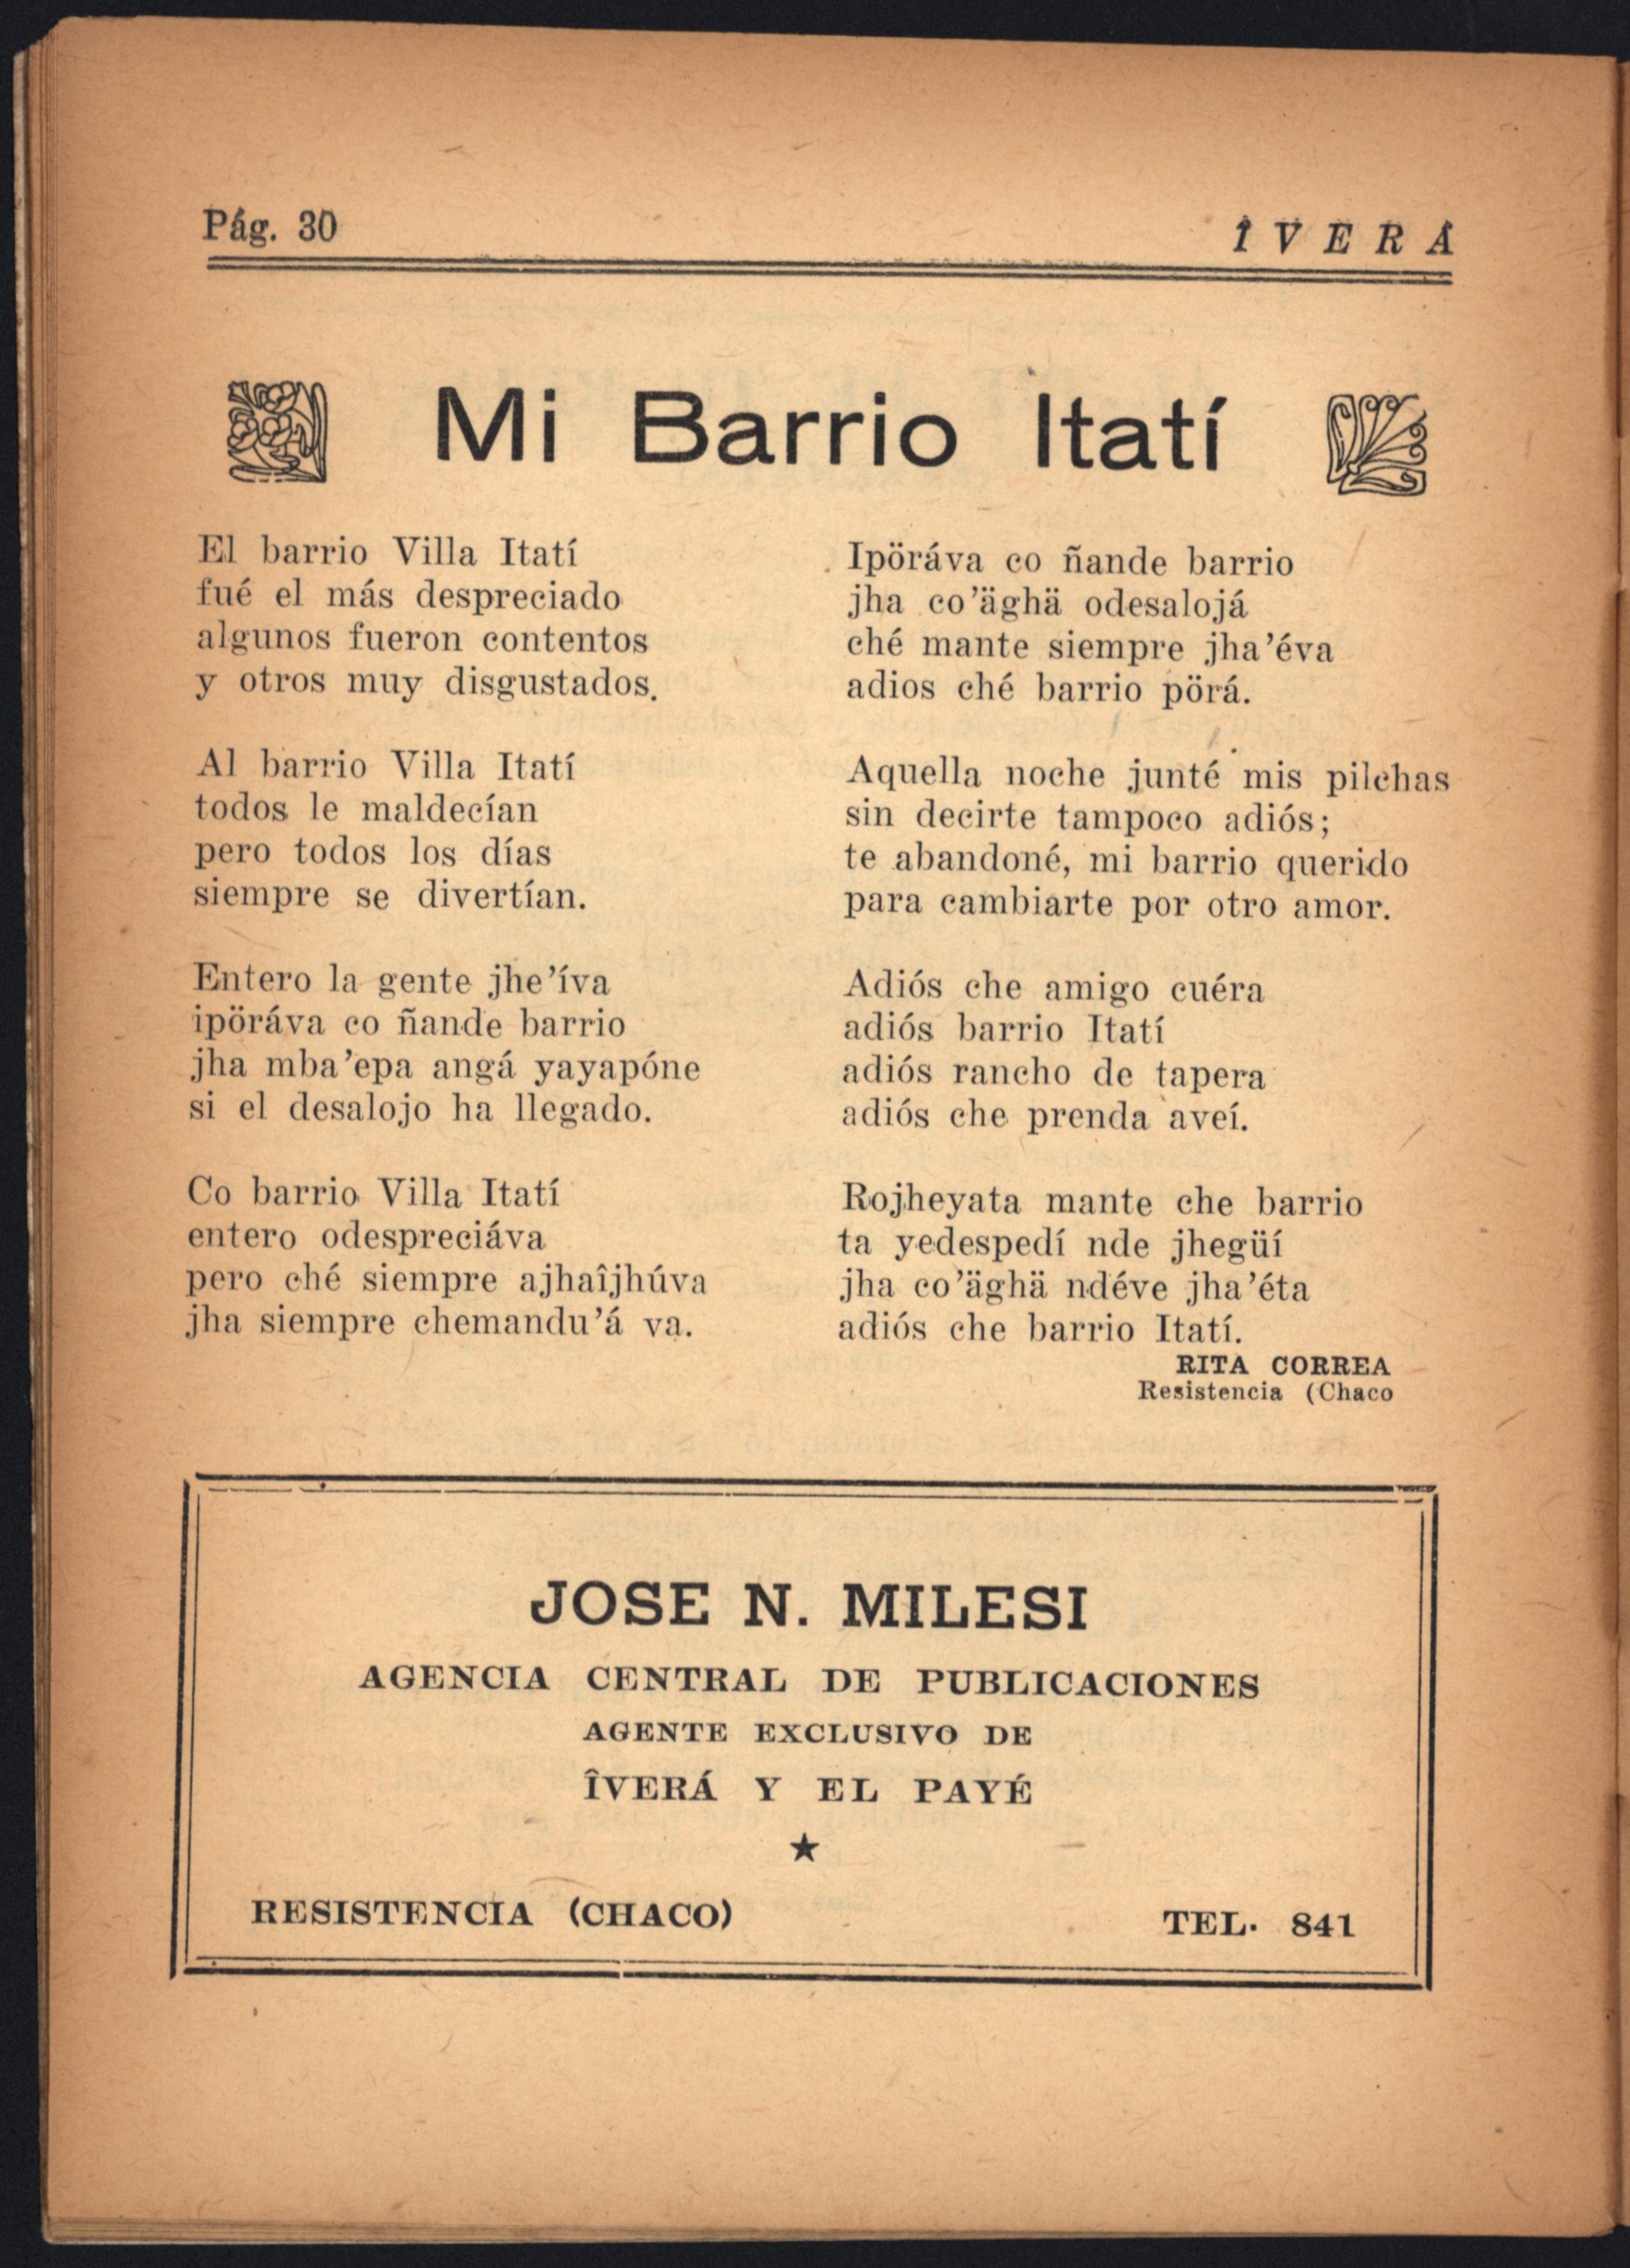 Pág. 30
Î V E R Á
Mi Barrio Itatí
El barrio Villa Itatí
fué el más despreciado
algunos fueron contentos
y otros muy disgustados.
Al barrio Villa Itatí
todos le maldecían
pero todos los días
siempre se divertían.
Entero la gente jhe'íva
ipöráva co ñande barrio
jha mba'epa angá yayapóne
si el desalojo ha llegado.
Co barrio Villa Itatí
entero odespreciáva
pero ché siempre ajhaîjhúva
jha siempre chemandu'á va.
Ipöráva co ñande barrio
jha co'äghä odesalojá
ché mante siempre jha'éva
adios ché barrio pörá.
Aquella noche junté mis pilchas
sin decirte tampoco adiós;
te abandoné, mi barrio querido
para cambiarte por otro amor.
Adiós che amigo cuéra
adiós barrio Itatí
adiós rancho de tapera
adiós che prenda aveí.
Rojheyata mante che barrio
ta yedespedí nde jhegüí
jha co'äghä ndéve jha'éta
adiós che barrio Itatí.
RITA CORREA
Resistencia (Chaco
JOSE N. MILESI
AGENCIA CENTRAL DE PUBLICACIONES
AGENTE EXCLUSIVO DE
ÎVERÁ Y EL PAYÉ
★
RESISTENCIA (CHACO)
TEL. 841